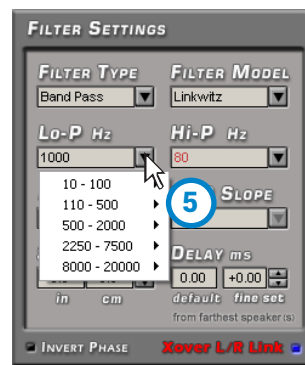 FILTER SETTINGS
FILTER TYPE FILTER MODEL
Band Pass Linkwitz
LO-P HZ HI-P HZ
1000 80
10 - 100
110 - 500
500 - 2000
2250 - 7500
8000 - 20000
5
SLOPE
DELAY ms
0.00 +0.00
in cm default fine set
from farthest speaker(s)
INVERT PHASE Xover L/R Link